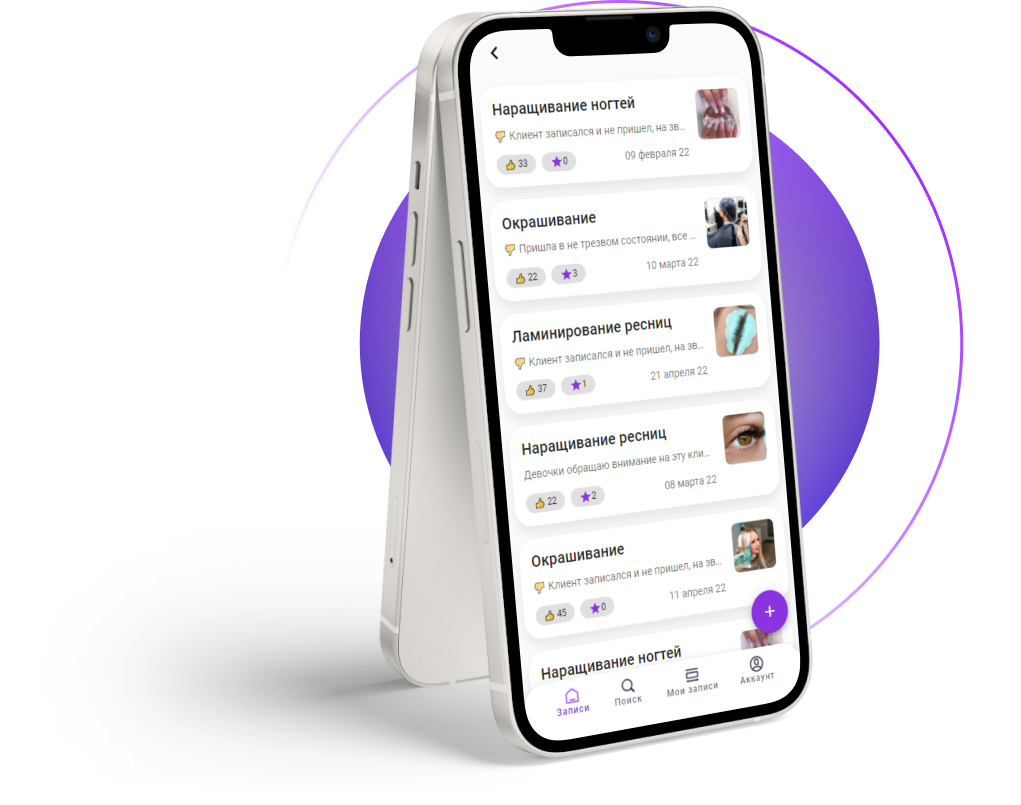 Наращивание ногтей
👎 Клиент записался и не пришел, на зв...
👍 33 ★0 09 февраля 22
Окрашивание
👎 Пришла в не трезвом состоянии, все ...
👍 22 ★3 10 марта 22
Ламинирование ресниц
👎 Клиент записался и не пришел, на зв...
👍 37 ★1 21 апреля 22
Наращивание ресниц
Девочки обращаю внимание на эту кли...
👍 22 ★2 08 марта 22
Окрашивание
👎 Клиент записался и не пришел, на зв...
👍 45 ★0 11 апреля 22
+
Наращивание ногтей
Записи Поиск Мои записи Аккаунт